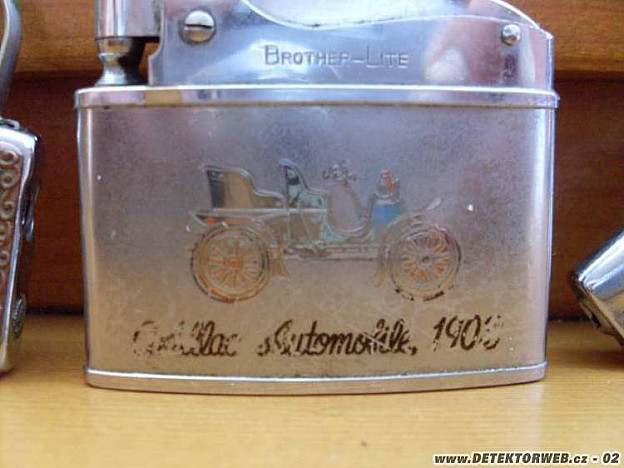 BROTHER-LITE
Cadillac Automobile, 1903
www.DETEKTORWEB.cz - 02